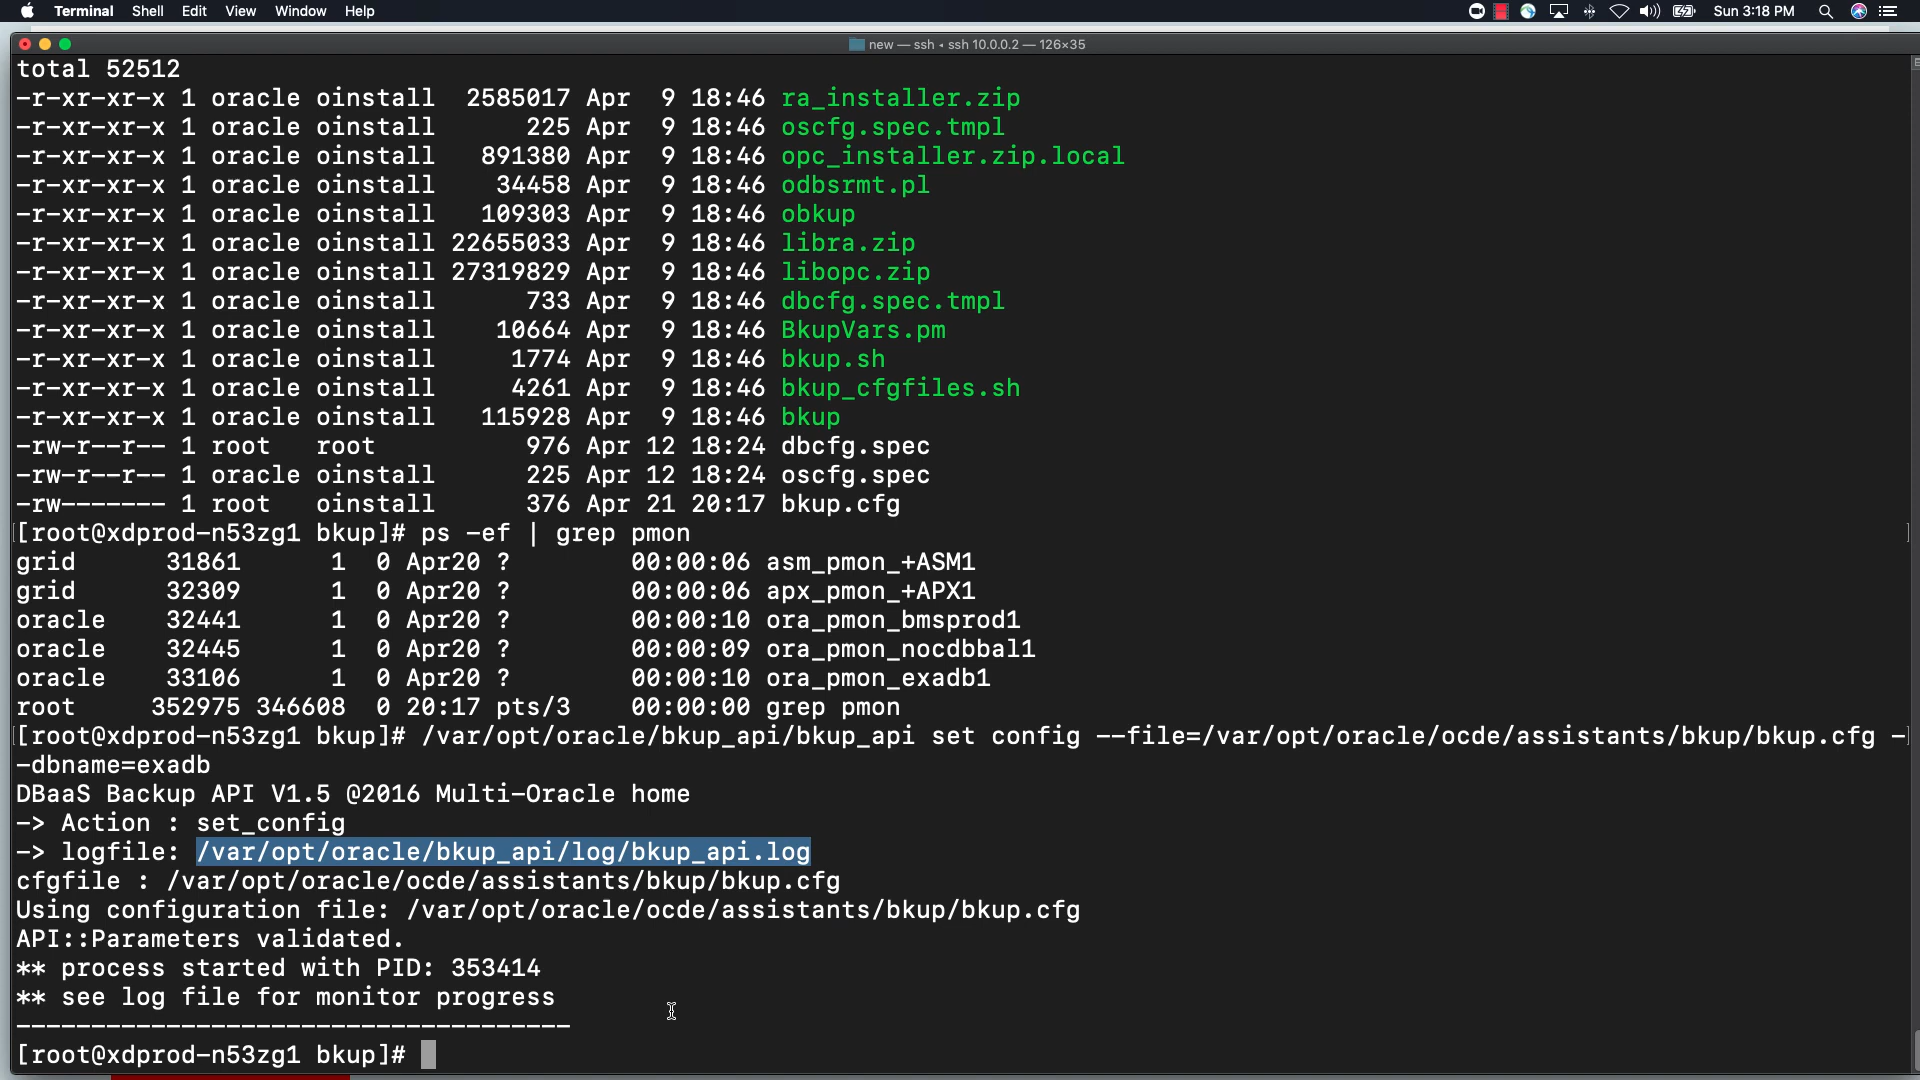 Terminal Shell Edit View Window Help Sun 3:18 PM
new — ssh ◂ ssh 10.0.0.2 — 126×35
total 52512
-r-xr-xr-x 1 oracle oinstall  2585017 Apr  9 18:46 ra_installer.zip
-r-xr-xr-x 1 oracle oinstall      225 Apr  9 18:46 oscfg.spec.tmpl
-r-xr-xr-x 1 oracle oinstall   891380 Apr  9 18:46 opc_installer.zip.local
-r-xr-xr-x 1 oracle oinstall    34458 Apr  9 18:46 odbsrmt.pl
-r-xr-xr-x 1 oracle oinstall   109303 Apr  9 18:46 obkup
-r-xr-xr-x 1 oracle oinstall 22655033 Apr  9 18:46 libra.zip
-r-xr-xr-x 1 oracle oinstall 27319829 Apr  9 18:46 libopc.zip
-r-xr-xr-x 1 oracle oinstall      733 Apr  9 18:46 dbcfg.spec.tmpl
-r-xr-xr-x 1 oracle oinstall    10664 Apr  9 18:46 BkupVars.pm
-r-xr-xr-x 1 oracle oinstall     1774 Apr  9 18:46 bkup.sh
-r-xr-xr-x 1 oracle oinstall     4261 Apr  9 18:46 bkup_cfgfiles.sh
-r-xr-xr-x 1 oracle oinstall   115928 Apr  9 18:46 bkup
-rw-r--r-- 1 root   root          976 Apr 12 18:24 dbcfg.spec
-rw-r--r-- 1 oracle oinstall      225 Apr 12 18:24 oscfg.spec
-rw------- 1 root   oinstall      376 Apr 21 20:17 bkup.cfg
[root@xdprod-n53zg1 bkup]# ps -ef | grep pmon
grid      31861      1  0 Apr20 ?        00:00:06 asm_pmon_+ASM1
grid      32309      1  0 Apr20 ?        00:00:06 apx_pmon_+APX1
oracle    32441      1  0 Apr20 ?        00:00:10 ora_pmon_bmsprod1
oracle    32445      1  0 Apr20 ?        00:00:09 ora_pmon_nocdbbal1
oracle    33106      1  0 Apr20 ?        00:00:10 ora_pmon_exadb1
root     352975 346608  0 20:17 pts/3    00:00:00 grep pmon
[root@xdprod-n53zg1 bkup]# /var/opt/oracle/bkup_api/bkup_api set config --file=/var/opt/oracle/ocde/assistants/bkup/bkup.cfg -
-dbname=exadb
DBaaS Backup API V1.5 @2016 Multi-Oracle home
-> Action : set_config
-> logfile: /var/opt/oracle/bkup_api/log/bkup_api.log
cfgfile : /var/opt/oracle/ocde/assistants/bkup/bkup.cfg
Using configuration file: /var/opt/oracle/ocde/assistants/bkup/bkup.cfg
API::Parameters validated.
** process started with PID: 353414
** see log file for monitor progress
-------------------------------------
[root@xdprod-n53zg1 bkup]#